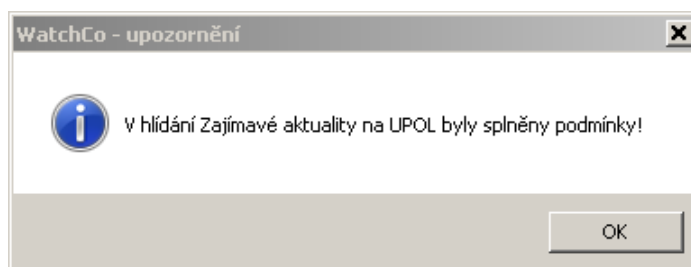 WatchCo - upozornění
V hlídání Zajímavé aktuality na UPOL byly splněny podmínky!
OK